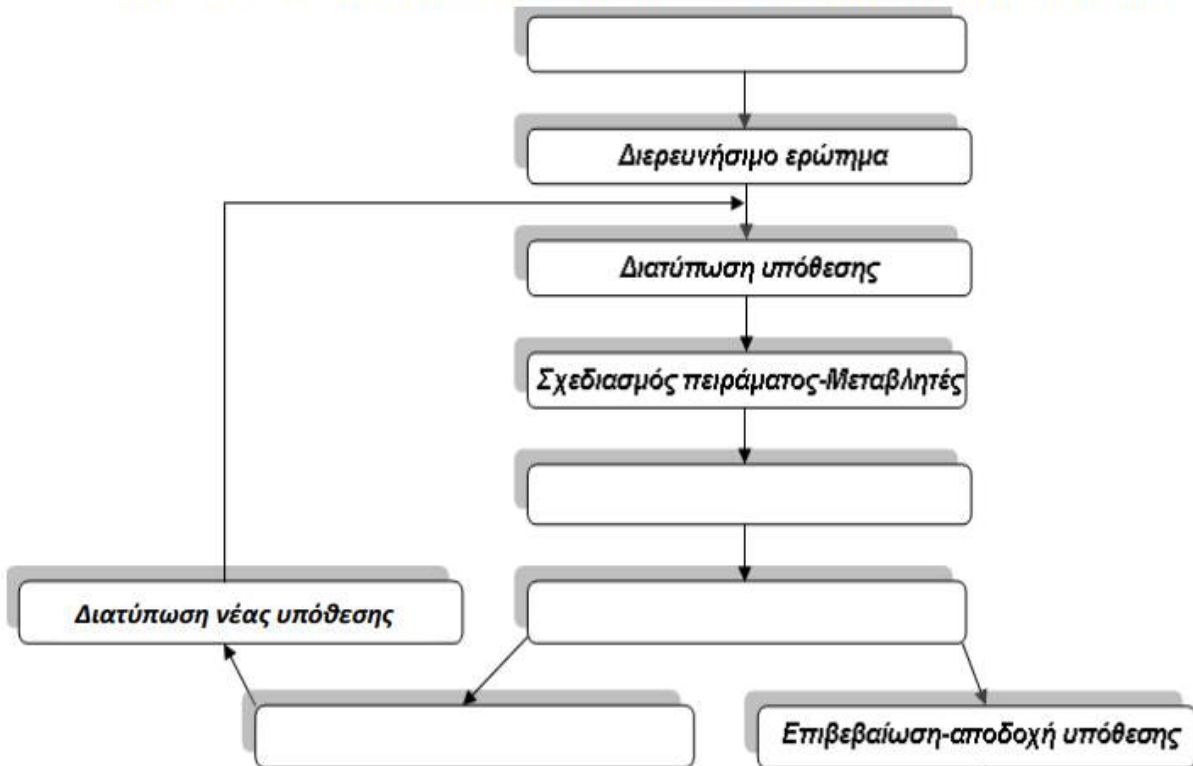 Διερευνήσιμο ερώτημα
Διατύπωση υπόθεσης
Σχεδιασμός πειράματος-Μεταβλητές
Διατύπωση νέας υπόθεσης
Επιβεβαίωση-αποδοχή υπόθεσης